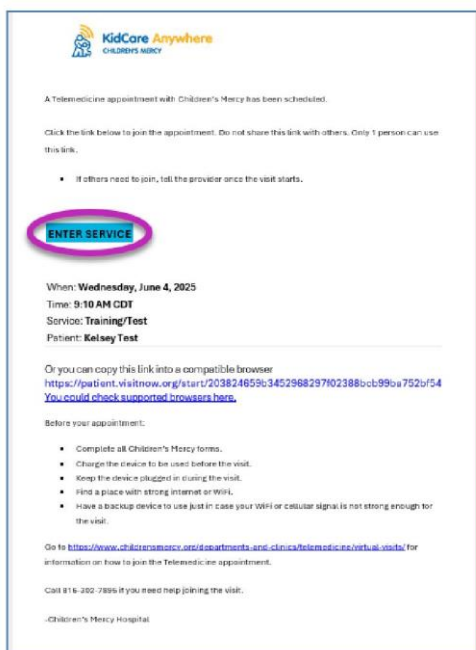 KidCare Anywhere
CHILDREN'S MERCY
A Telemedicine appointment with Children's Mercy has been scheduled.
Click the link below to join the appointment. Do not share this link with others. Only 1 person can use
this link.
▪ If others need to join, tell the provider once the visit starts.
ENTER SERVICE
When: Wednesday, June 4, 2025
Time: 9:10 AM CDT
Service: Training/Test
Patient: Kelsey Test
Or you can copy this link into a compatible browser
https://patient.visitnow.org/start/203824659b3452968297f02388bcb99ba752bf54
You could check supported browsers here.
Before your appointment:
▪ Complete all Children's Mercy forms.
▪ Charge the device to be used before the visit.
▪ Keep the device plugged in during the visit.
▪ Find a place with strong internet or WiFi.
▪ Have a backup device to use just in case your WiFi or cellular signal is not strong enough for
the visit.
Go to https://www.childrensmercy.org/departments-and-clinics/telemedicine/virtual-visits/ for
information on how to join the Telemedicine appointment.
Call 816-302-7895 if you need help joining the visit.
-Children's Mercy Hospital